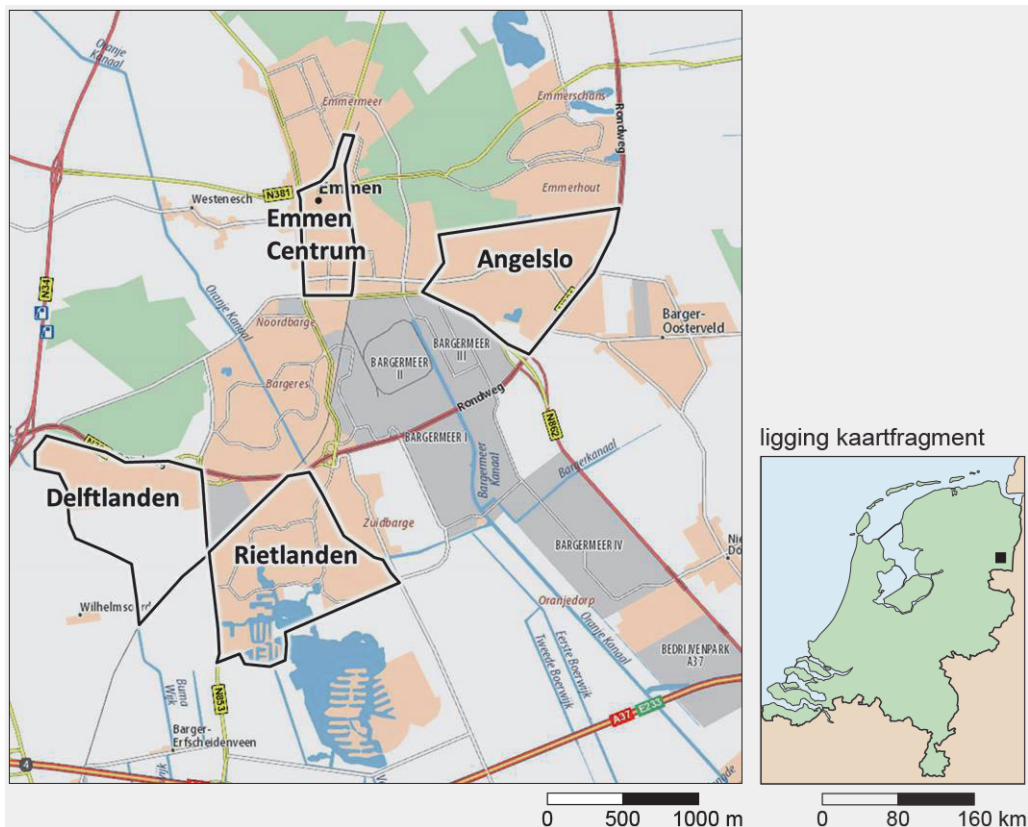 Oranje
Kanaal
Emmermeer
Emmerschans
Rondweg
N381
Emmen
Westenesch
Emmerhout
Emmen
Centrum
Angelslo
N34
Oranje Kanaal
Noordbarge
BARGERMEER
III
BARGERMEER
II
Barger-
Oosterveld
Bargeres
Rondweg
BARGERMEER I
N862
Bargermeer
Kanaal
Bargerkanaal
Delftlanden
Zuidbarge
Rietlanden
BARGERMEER IV
Oranjedorp
Oranje Kanaal
Eerste Boerwijk
Tweede Boerwijk
BEDRIJVENPARK
A37
Buma
Wijk
N853
A37
E233
Barger-
Erfscheidenveen
4
0 500 1000 m
ligging kaartfragment
0 80 160 km